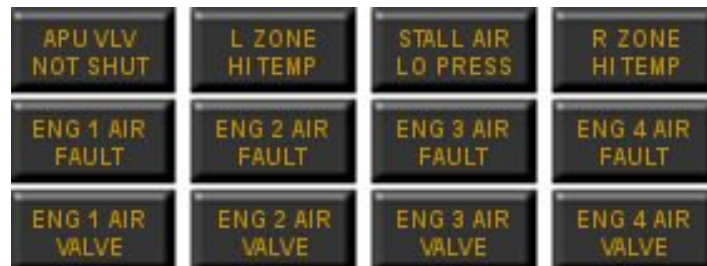 APU VLV
NOT SHUT
L ZONE
HI TEMP
STALL AIR
LO PRESS
R ZONE
HI TEMP
ENG 1 AIR
FAULT
ENG 2 AIR
FAULT
ENG 3 AIR
FAULT
ENG 4 AIR
FAULT
ENG 1 AIR
VALVE
ENG 2 AIR
VALVE
ENG 3 AIR
VALVE
ENG 4 AIR
VALVE